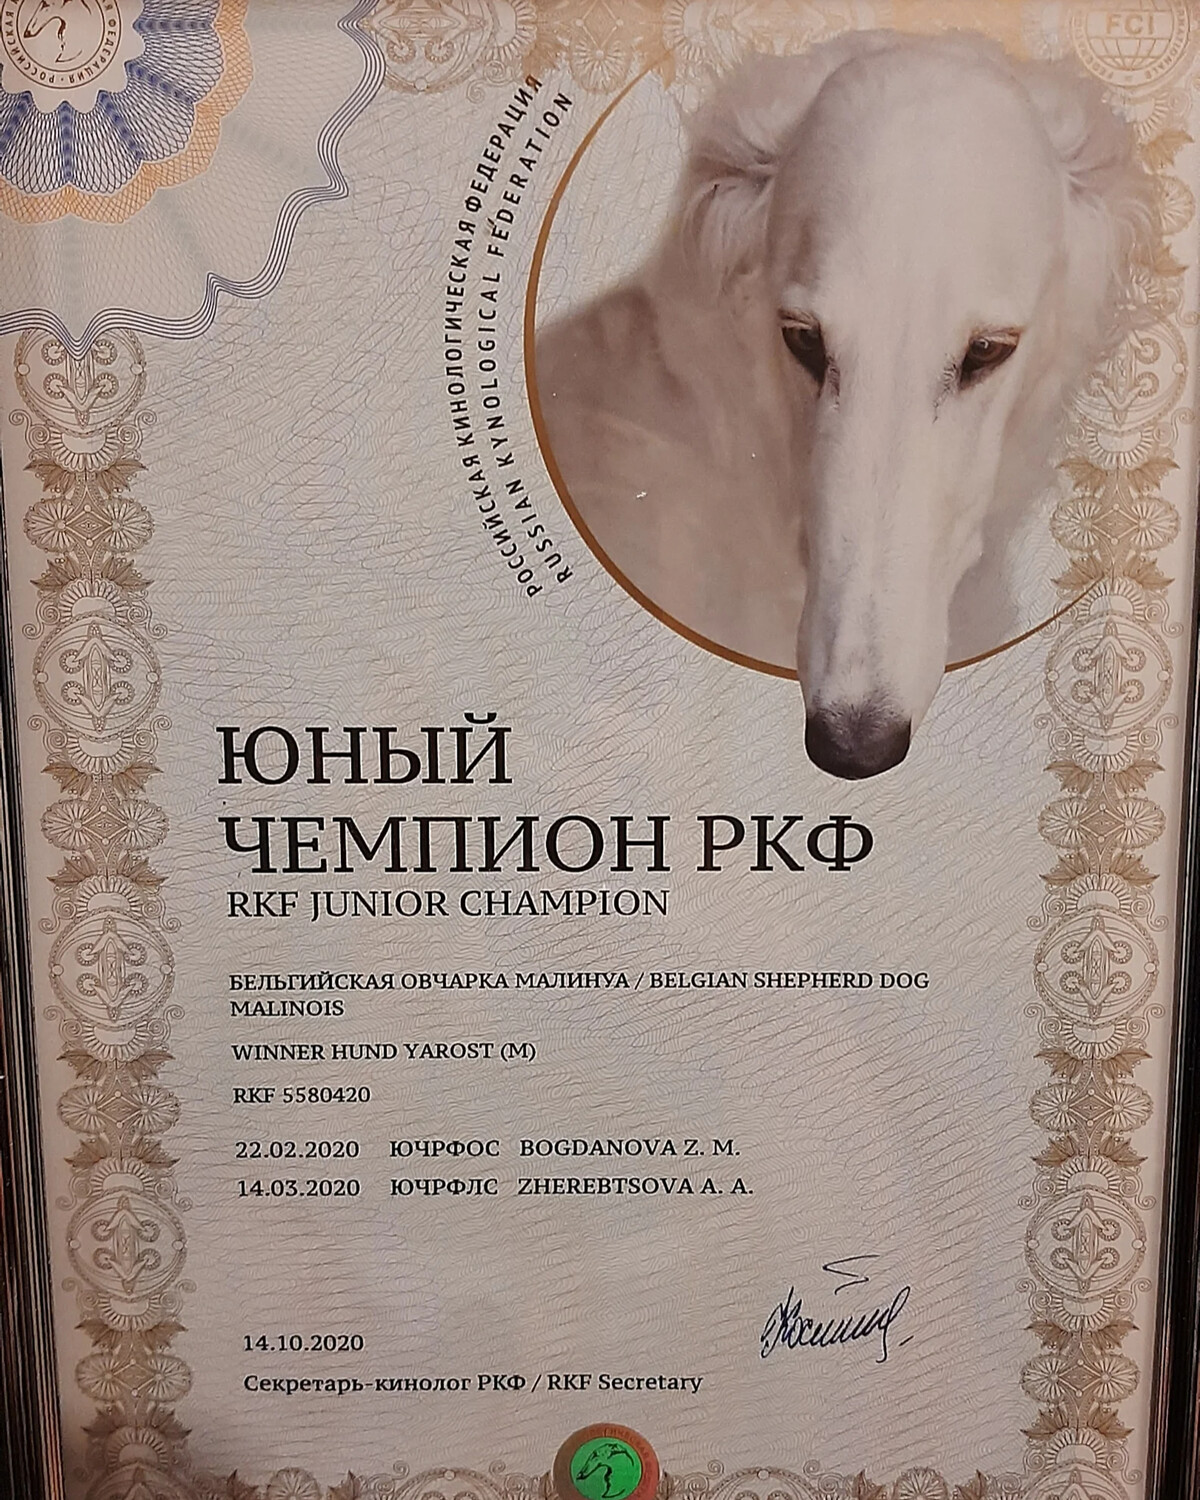 РОССИЙСКАЯ КИНОЛОГИЧЕСКАЯ ФЕДЕРАЦИЯ
RUSSIAN KYNOLOGICAL FEDERATION
FCI
ЮНЫЙ
ЧЕМПИОН РКФ
RKF JUNIOR CHAMPION
БЕЛЬГИЙСКАЯ ОВЧАРКА МАЛИНУА / BELGIAN SHEPHERD DOG
MALINOIS
WINNER HUND YAROST (M)
RKF 5580420
22.02.2020 ЮЧРФОС BOGDANOVA Z. M.
14.03.2020 ЮЧРФЛС ZHEREBTSOVA A. A.
14.10.2020
Секретарь-кинолог РКФ / RKF Secretary